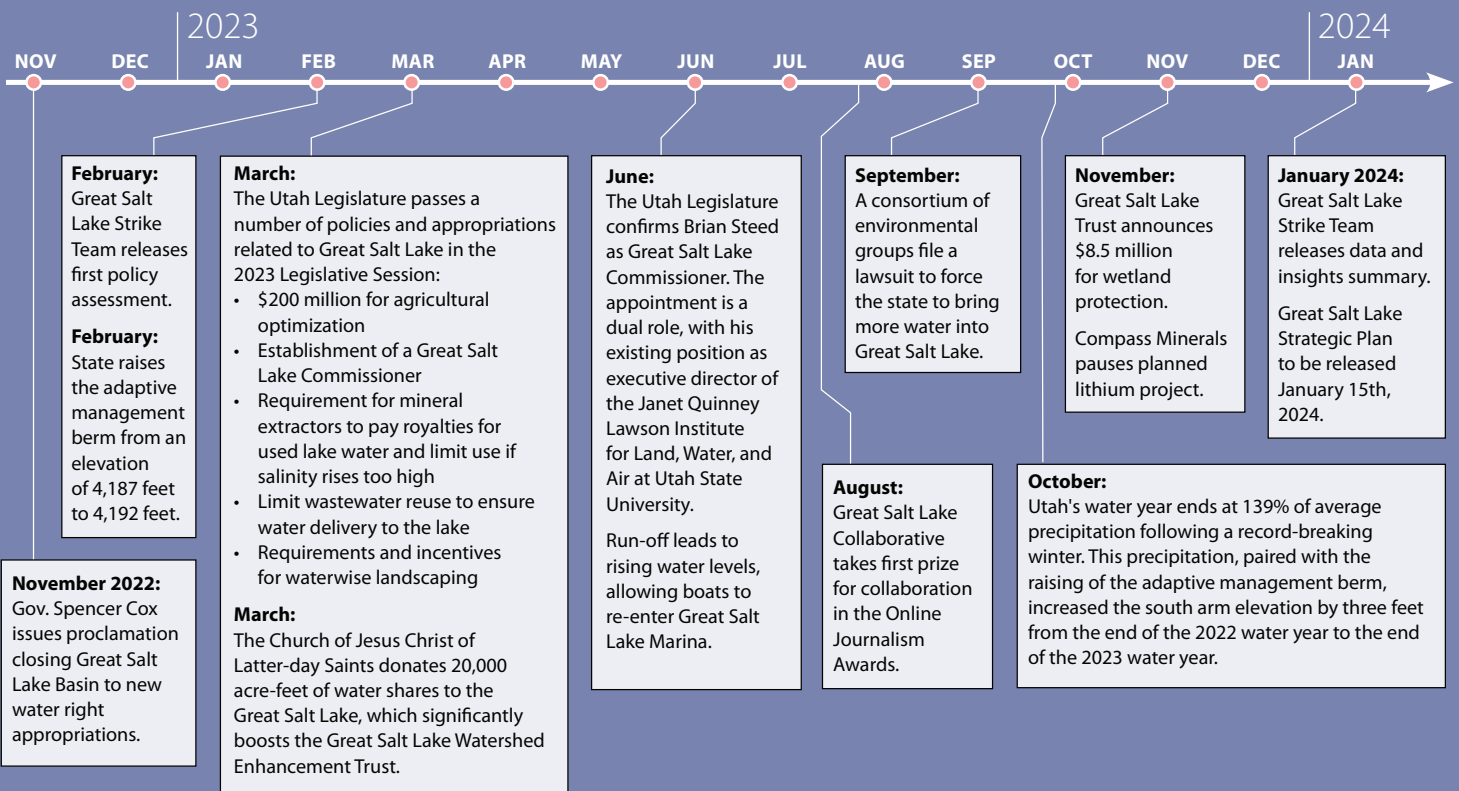 2023
2024
NOV DEC JAN FEB MAR APR MAY JUN JUL AUG SEP OCT NOV DEC JAN
November 2022:
Gov. Spencer Cox
issues proclamation
closing Great Salt
Lake Basin to new
water right
appropriations.
February:
Great Salt
Lake Strike
Team releases
first policy
assessment.
February:
State raises
the adaptive
management
berm from an
elevation
of 4,187 feet
to 4,192 feet.
March:
The Utah Legislature passes a
number of policies and appropriations
related to Great Salt Lake in the
2023 Legislative Session:
• $200 million for agricultural
optimization
• Establishment of a Great Salt
Lake Commissioner
• Requirement for mineral
extractors to pay royalties for
used lake water and limit use if
salinity rises too high
• Limit wastewater reuse to ensure
water delivery to the lake
• Requirements and incentives
for waterwise landscaping
March:
The Church of Jesus Christ of
Latter-day Saints donates 20,000
acre-feet of water shares to the
Great Salt Lake, which significantly
boosts the Great Salt Lake Watershed
Enhancement Trust.
June:
The Utah Legislature
confirms Brian Steed
as Great Salt Lake
Commissioner. The
appointment is a
dual role, with his
existing position as
executive director of
the Janet Quinney
Lawson Institute
for Land, Water, and
Air at Utah State
University.
Run-off leads to
rising water levels,
allowing boats to
re-enter Great Salt
Lake Marina.
August:
Great Salt Lake
Collaborative
takes first prize
for collaboration
in the Online
Journalism
Awards.
September:
A consortium of
environmental
groups file a
lawsuit to force
the state to bring
more water into
Great Salt Lake.
October:
Utah's water year ends at 139% of average
precipitation following a record-breaking
winter. This precipitation, paired with the
raising of the adaptive management berm,
increased the south arm elevation by three feet
from the end of the 2022 water year to the end
of the 2023 water year.
November:
Great Salt Lake
Trust announces
$8.5 million
for wetland
protection.
Compass Minerals
pauses planned
lithium project.
January 2024:
Great Salt Lake
Strike Team
releases data and
insights summary.
Great Salt Lake
Strategic Plan
to be released
January 15th,
2024.